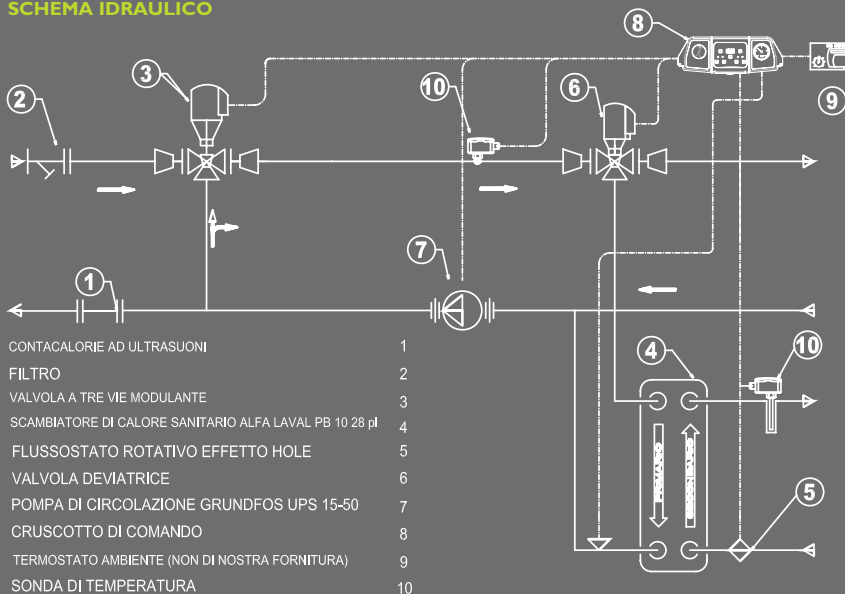 SCHEMA IDRAULICO
8
3
10
6
2
9
7
1
4
10
5
CONTACALORIE AD ULTRASUONI 1
FILTRO 2
VALVOLA A TRE VIE MODULANTE 3
SCAMBIATORE DI CALORE SANITARIO ALFA LAVAL PB 10 28 pl 4
FLUSSOSTATO ROTATIVO EFFETTO HOLE 5
VALVOLA DEVIATRICE 6
POMPA DI CIRCOLAZIONE GRUNDFOS UPS 15-50 7
CRUSCOTTO DI COMANDO 8
TERMOSTATO AMBIENTE (NON DI NOSTRA FORNITURA) 9
SONDA DI TEMPERATURA 10